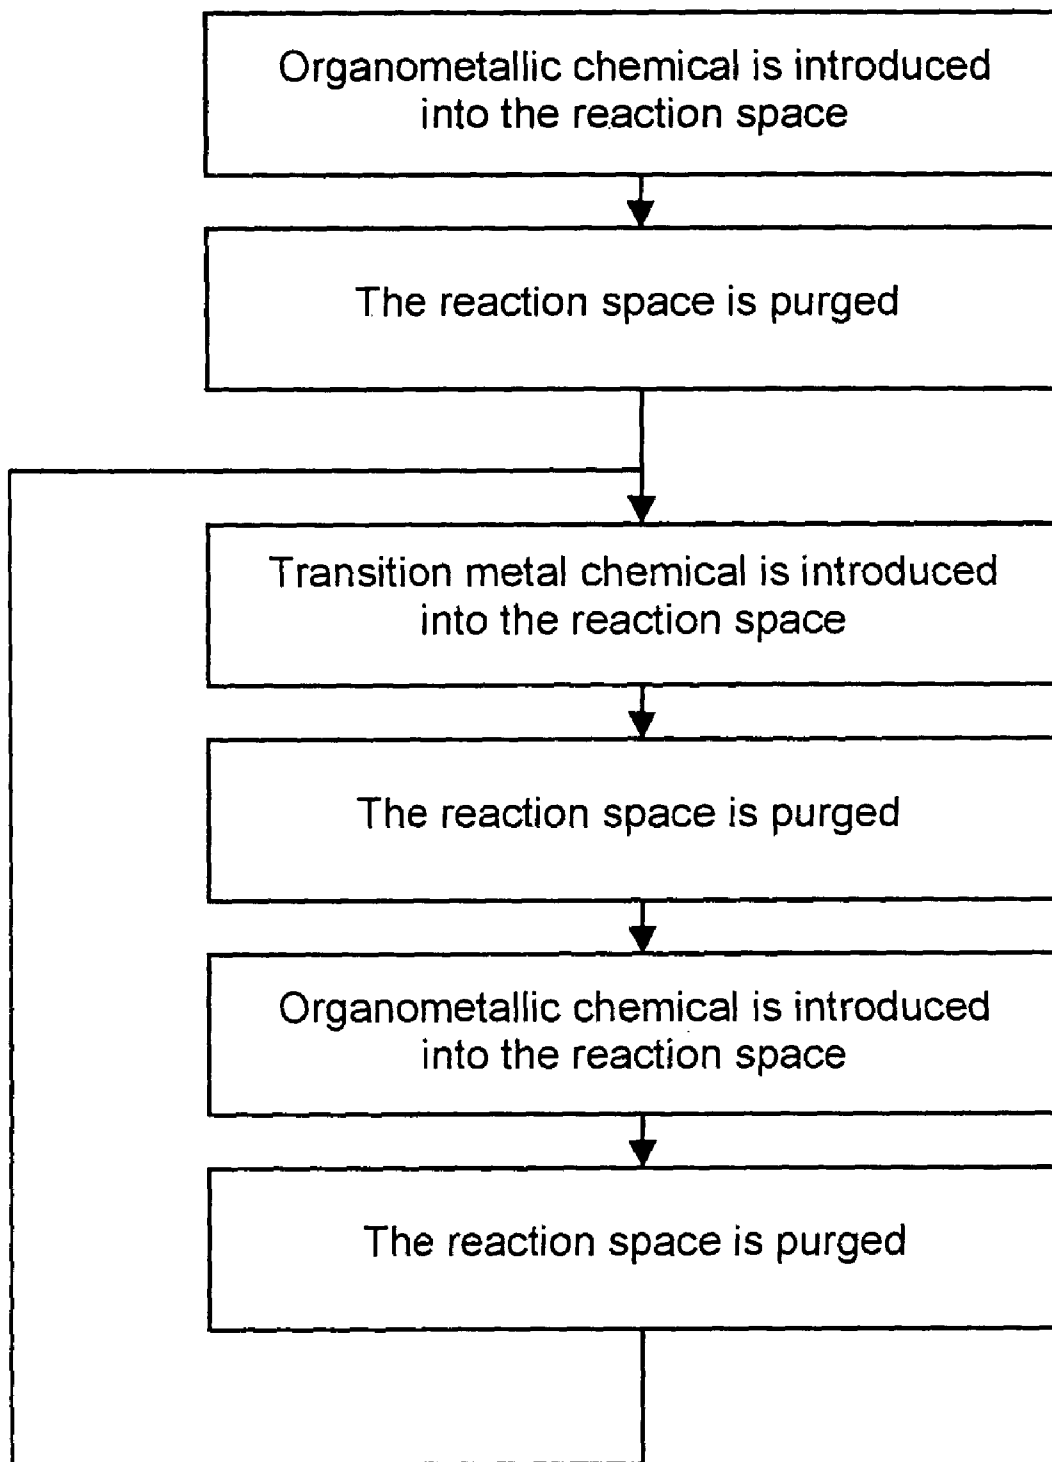 Organometallic chemical is introduced
into the reaction space
The reaction space is purged
Transition metal chemical is introduced
into the reaction space
The reaction space is purged
Organometallic chemical is introduced
into the reaction space
The reaction space is purged